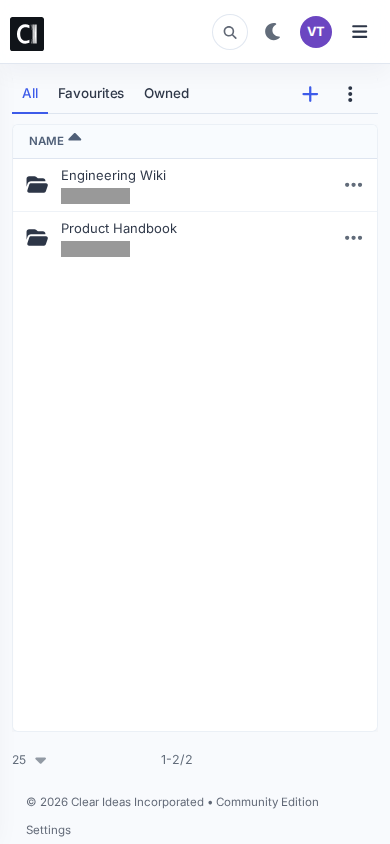 CI
VT
All Favourites Owned
NAME
Engineering Wiki
Product Handbook
25 1-2/2
© 2026 Clear Ideas Incorporated • Community Edition
Settings